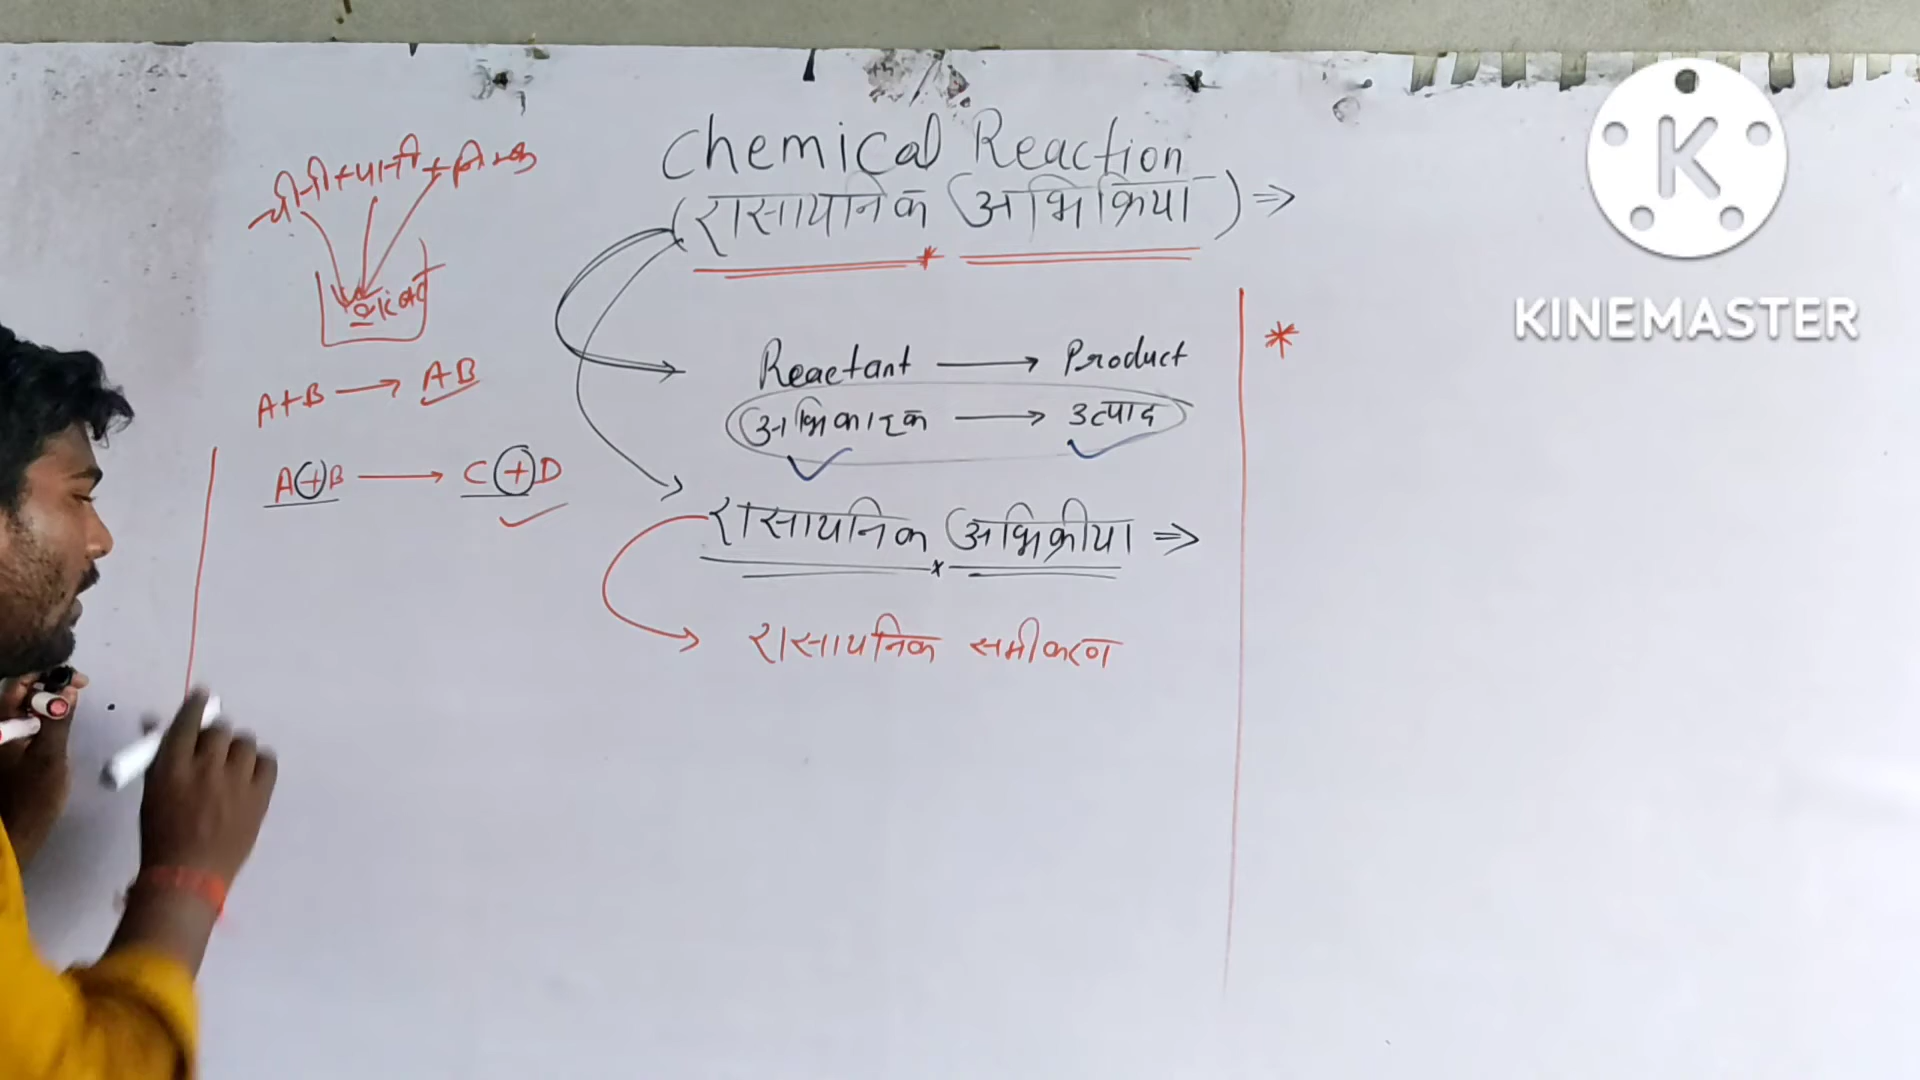 Chemical Reaction
(रासायनिक अभिक्रिया) ⇒
चीनी+पानी+
A+B → AB
A+B → C+D
Reactant → Product
अभिकारक → उत्पाद
रासायनिक अभिक्रीया ⇒
रासायनिक समीकरण
*
K
KINEMASTER